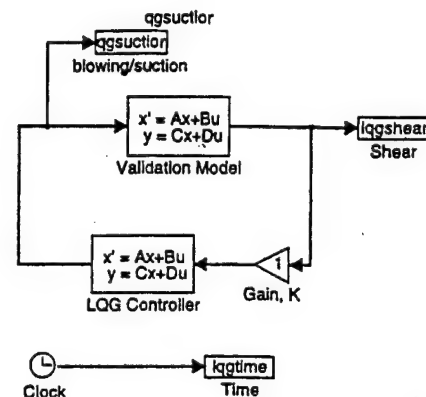 qgsuctior
qgsuctior
blowing/suction
x' = Ax+Bu
y = Cx+Du
Validation Model
lqgshear
Shear
x' = Ax+Bu
y = Cx+Du
LQG Controller
1
Gain, K
Clock
lqgtime
Time